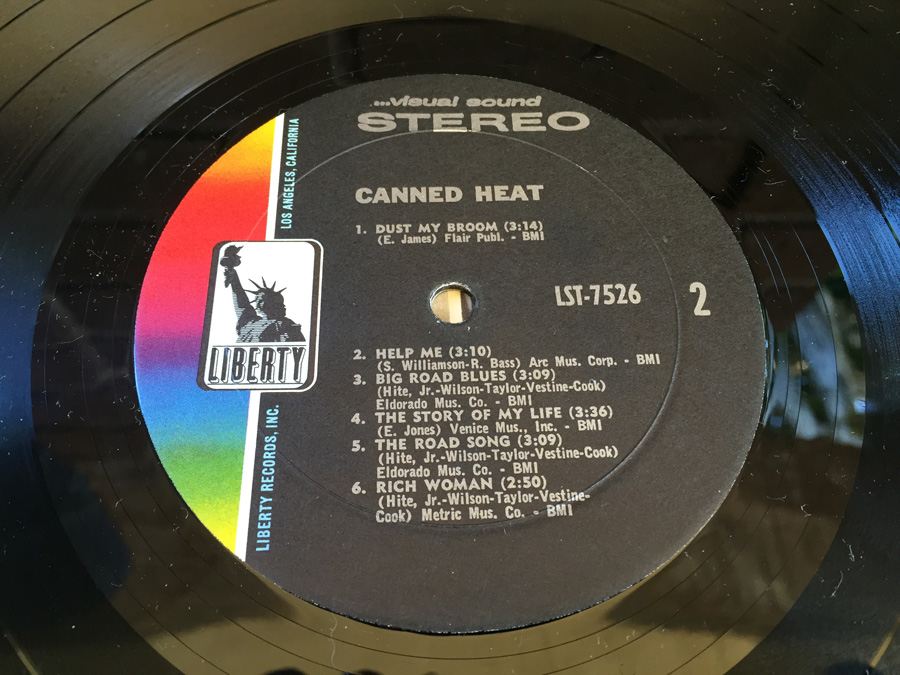 ...visual sound
STEREO
LOS ANGELES, CALIFORNIA
CANNED HEAT
1. DUST MY BROOM (3:14)
(E. James) Flair Publ. - BMI
LST-7526
2
LIBERTY
2. HELP ME (3:10)
(S. Williamson-R. Bass) Arc Mus. Corp. - BMI
3. BIG ROAD BLUES (3:09)
(Hite, Jr.-Wilson-Taylor-Vestine-Cook)
Eldorado Mus. Co. - BMI
4. THE STORY OF MY LIFE (3:36)
(E. Jones) Venice Mus., Inc. - BMI
5. THE ROAD SONG (3:09)
(Hite, Jr.-Wilson-Taylor-Vestine-Cook)
Eldorado Mus. Co. - BMI
6. RICH WOMAN (2:50)
(Hite, Jr.-Wilson-Taylor-Vestine-
Cook) Metric Mus. Co. - BMI
LIBERTY RECORDS, INC.